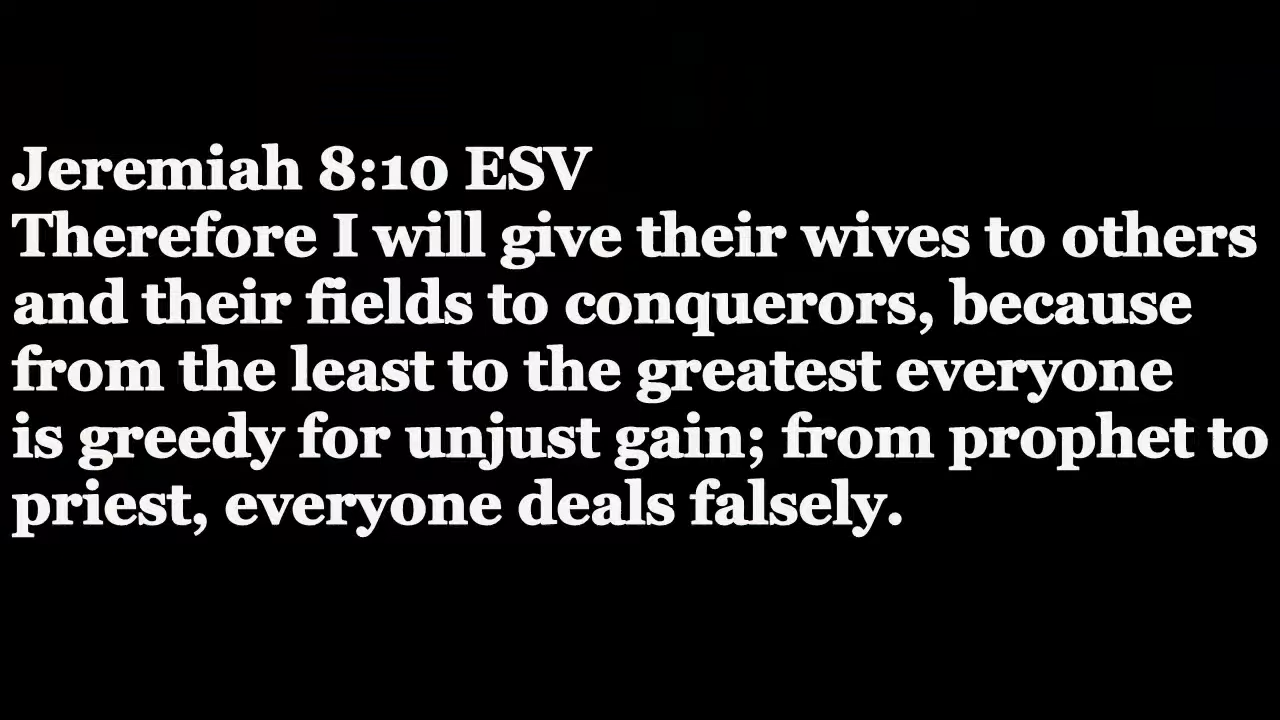 Jeremiah 8:10 ESV
Therefore I will give their wives to others
and their fields to conquerors, because
from the least to the greatest everyone
is greedy for unjust gain; from prophet to
priest, everyone deals falsely.